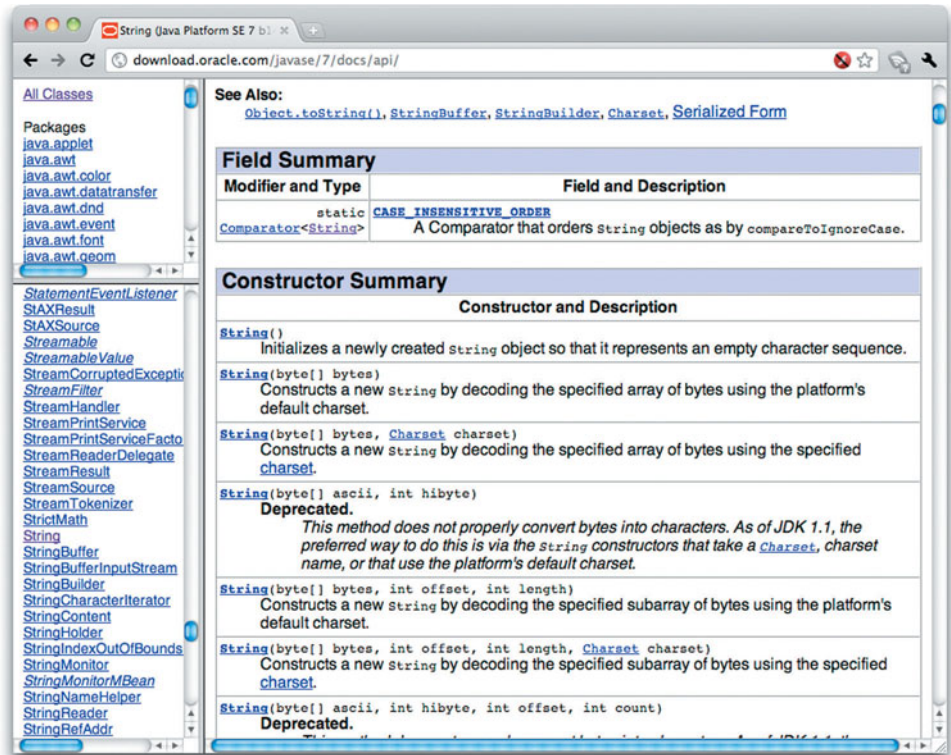 String (Java Platform SE 7 b1
download.oracle.com/javase/7/docs/api/
All Classes
Packages
java.applet
java.awt
java.awt.color
java.awt.datatransfer
java.awt.dnd
java.awt.event
java.awt.font
java.awt.geom
StatementEventListener
StAXResult
StAXSource
Streamable
StreamableValue
StreamCorruptedExceptio
StreamFilter
StreamHandler
StreamPrintService
StreamPrintServiceFacto
StreamReaderDelegate
StreamResult
StreamSource
StreamTokenizer
StrictMath
String
StringBuffer
StringBufferInputStream
StringBuilder
StringCharacterIterator
StringContent
StringHolder
StringIndexOutOfBounds
StringMonitor
StringMonitorMBean
StringNameHelper
StringReader
StringRefAddr
See Also:
Object.toString(), StringBuffer, StringBuilder, Charset, Serialized Form
Field Summary
Modifier and Type Field and Description
static CASE_INSENSITIVE_ORDER
Comparator<String> A Comparator that orders String objects as by compareToIgnoreCase.
Constructor Summary
Constructor and Description
String()
Initializes a newly created String object so that it represents an empty character sequence.
String(byte[] bytes)
Constructs a new String by decoding the specified array of bytes using the platform's
default charset.
String(byte[] bytes, Charset charset)
Constructs a new String by decoding the specified array of bytes using the specified
charset.
String(byte[] ascii, int hibyte)
Deprecated.
This method does not properly convert bytes into characters. As of JDK 1.1, the
preferred way to do this is via the String constructors that take a Charset, charset
name, or that use the platform's default charset.
String(byte[] bytes, int offset, int length)
Constructs a new String by decoding the specified subarray of bytes using the platform's
default charset.
String(byte[] bytes, int offset, int length, Charset charset)
Constructs a new String by decoding the specified subarray of bytes using the specified
charset.
String(byte[] ascii, int hibyte, int offset, int count)
Deprecated.